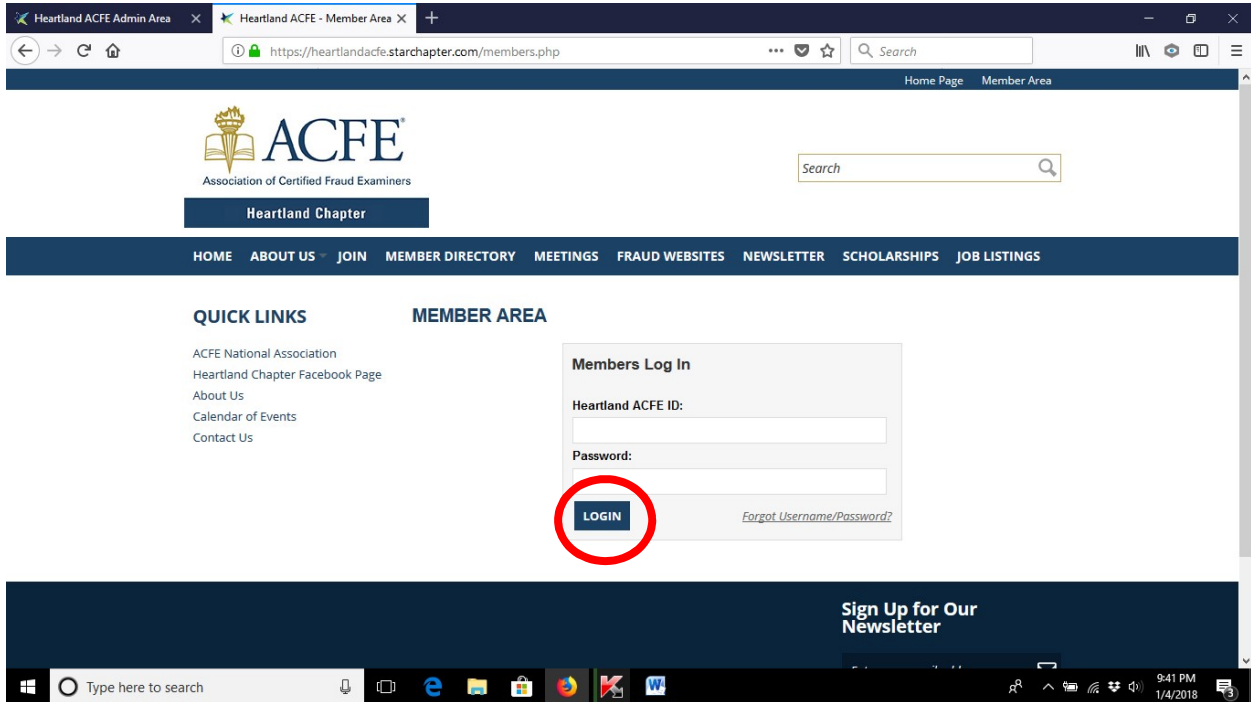 Heartland ACFE Admin Area
Heartland ACFE - Member Area
https://heartlandacfe.starchapter.com/members.php
Search
Home Page Member Area
ACFE
Association of Certified Fraud Examiners
Heartland Chapter
Search
HOME ABOUT US JOIN MEMBER DIRECTORY MEETINGS FRAUD WEBSITES NEWSLETTER SCHOLARSHIPS JOB LISTINGS
QUICK LINKS
ACFE National Association
Heartland Chapter Facebook Page
About Us
Calendar of Events
Contact Us
MEMBER AREA
Members Log In
Heartland ACFE ID:
Password:
LOGIN
Forgot Username/Password?
Sign Up for Our
Newsletter
Type here to search
9:41 PM
1/4/2018
3